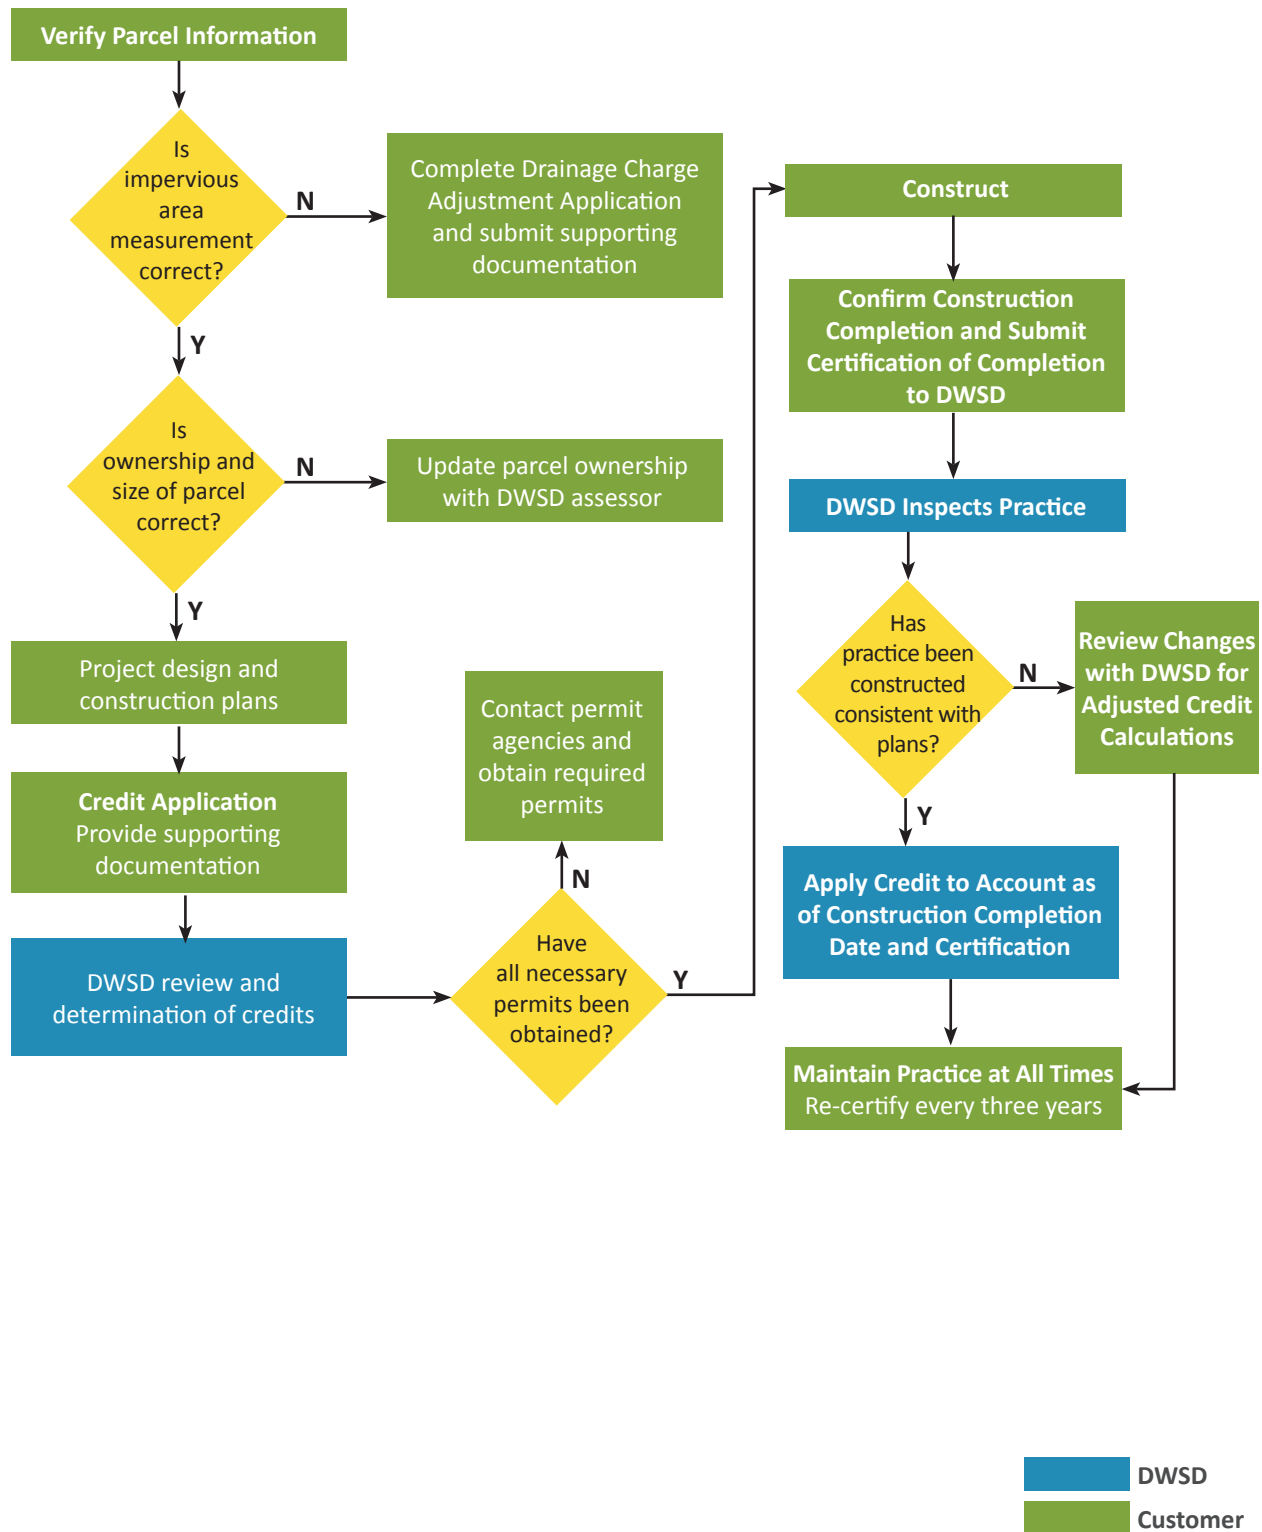 Verify Parcel Information
Is
impervious
area
measurement
correct?
N
Complete Drainage Charge
Adjustment Application
and submit supporting
documentation
Y
Is
ownership and
size of parcel
correct?
N
Update parcel ownership
with DWSD assessor
Y
Project design and
construction plans
Credit Application
Provide supporting
documentation
DWSD review and
determination of credits
Contact permit
agencies and
obtain required
permits
N
Have
all necessary
permits been
obtained?
Y
Construct
Confirm Construction
Completion and Submit
Certification of Completion
to DWSD
DWSD Inspects Practice
Has
practice been
constructed
consistent with
plans?
N
Review Changes
with DWSD for
Adjusted Credit
Calculations
Y
Apply Credit to Account as
of Construction Completion
Date and Certification
Maintain Practice at All Times
Re-certify every three years
DWSD
Customer